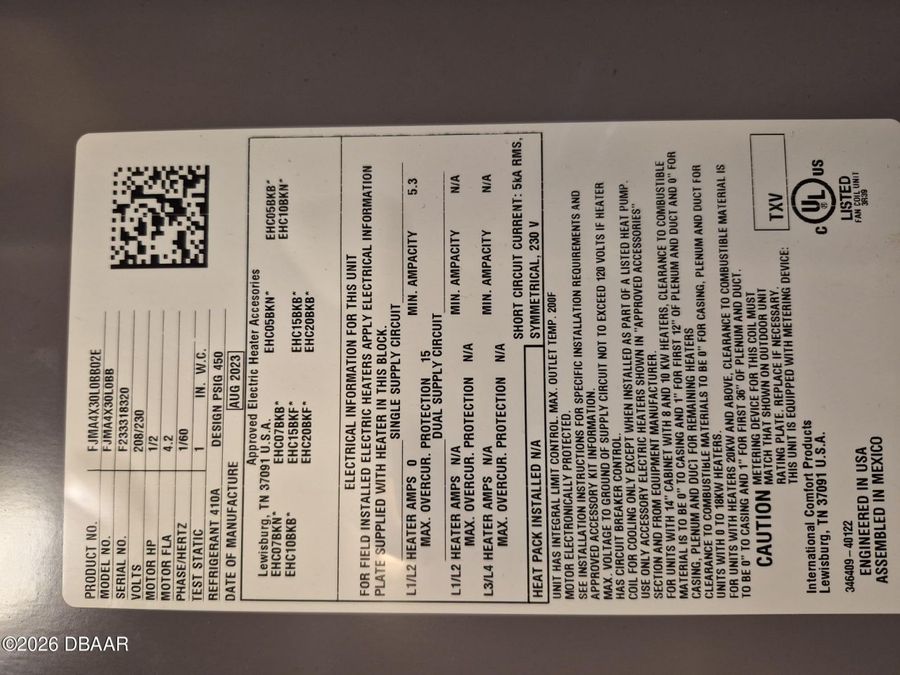 PRODUCT NO. FJMA4X30L0BB02E
MODEL NO. FJMA4X30L0BB
SERIAL NO. F233318320
VOLTS 208/230
MOTOR HP 1/2
MOTOR FLA 4.2
PHASE/HERTZ 1/60
TEST STATIC 1 IN. W.C.
REFRIGERANT 410A DESIGN PSIG 450
DATE OF MANUFACTURE AUG 2023
Approved Electric Heater Accesories
Lewisburg, TN 37091 U.S.A.
EHC07BKN* EHC07BKB* EHC05BKN* EHC05BKB*
EHC10BKB* EHC15BKF* EHC15BKB* EHC10BKN*
EHC20BKF* EHC20BKB*
ELECTRICAL INFORMATION FOR THIS UNIT
FOR FIELD INSTALLED ELECTRIC HEATERS APPLY ELECTRICAL INFORMATION
PLATE SUPPLIED WITH HEATER IN THIS BLOCK.
SINGLE SUPPLY CIRCUIT
L1/L2 HEATER AMPS 0 MIN. AMPACITY 5.3
MAX. OVERCUR. PROTECTION 15
DUAL SUPPLY CIRCUIT
L1/L2 HEATER AMPS N/A MIN. AMPACITY N/A
MAX. OVERCUR. PROTECTION N/A
L3/L4 HEATER AMPS N/A MIN. AMPACITY N/A
MAX. OVERCUR. PROTECTION N/A
SHORT CIRCUIT CURRENT: 5kA RMS,
HEAT PACK INSTALLED N/A SYMMETRICAL, 230 V
UNIT HAS INTEGRAL LIMIT CONTROL. MAX. OUTLET TEMP. 200F
MOTOR ELECTRONICALLY PROTECTED.
SEE INSTALLATION INSTRUCTIONS FOR SPECIFIC INSTALLATION REQUIREMENTS AND
APPROVED ACCESSORY KIT INFORMATION.
MAX. VOLTAGE TO GROUND OF SUPPLY CIRCUIT NOT TO EXCEED 120 VOLTS IF HEATER
HAS CIRCUIT BREAKER CONTROL.
COIL FOR COOLING ONLY EXCEPT WHEN INSTALLED AS PART OF A LISTED HEAT PUMP.
USE ONLY ACCESSORY ELECTRIC HEATERS SHOWN IN "APPROVED ACCESSORIES"
SECTION AND FROM EQUIPMENT MANUFACTURER.
FOR UNITS WITH 14" CABINET WITH 8 AND 10 KW HEATERS, CLEARANCE TO COMBUSTIBLE
MATERIAL IS TO BE 0" TO CASING AND 1" FOR FIRST 12" OF PLENUM AND DUCT AND 0" FOR
CASING, PLENUM AND DUCT FOR REMAINING HEATERS
CLEARANCE TO COMBUSTIBLE MATERIALS TO BE 0" FOR CASING, PLENUM AND DUCT FOR
UNITS WITH 0 TO 18KW HEATERS.
FOR UNITS WITH HEATERS 20KW AND ABOVE, CLEARANCE TO COMBUSTIBLE MATERIAL IS
TO BE 0" TO CASING AND 1" FOR FIRST 36" OF PLENUM AND DUCT.
CAUTION METERING DEVICE FOR THIS COIL MUST
MATCH THAT SHOWN ON OUTDOOR UNIT
RATING PLATE. REPLACE IF NECESSARY.
THIS UNIT IS EQUIPPED WITH METERING DEVICE:
TXV
International Comfort Products
Lewisburg, TN 37091 U.S.A.
C UL US
®
LISTED
FAN COIL UNIT
3R39
346409-40122
ENGINEERED IN USA
ASSEMBLED IN MEXICO
©2026 DBAAR